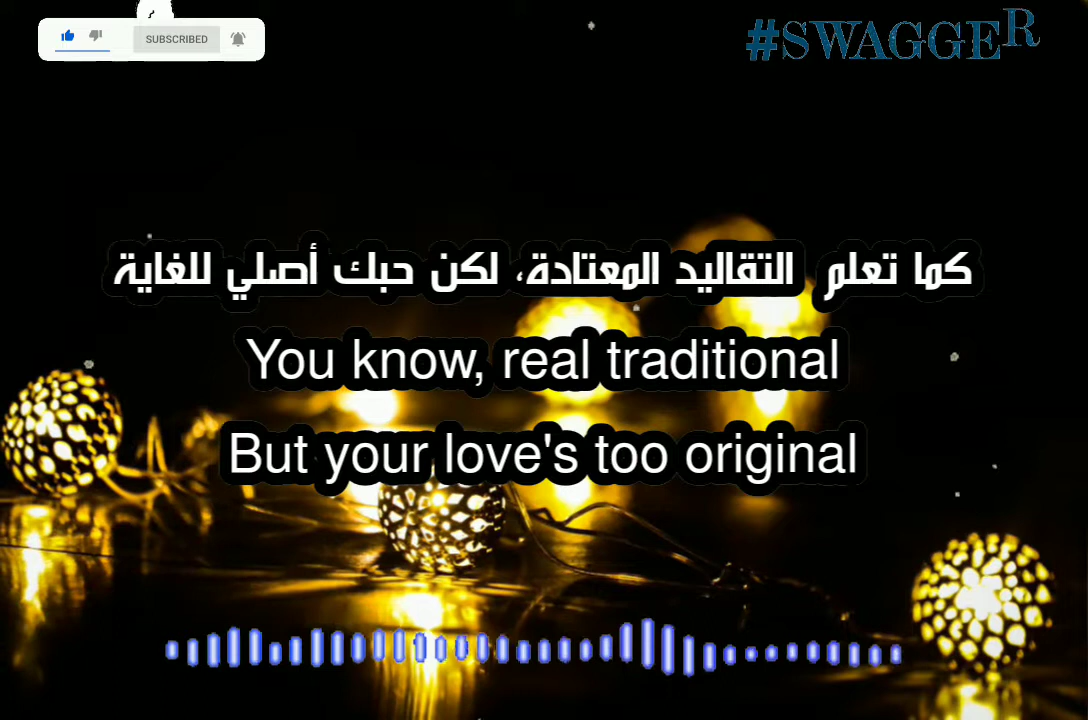 SUBSCRIBED
#SWAGGER
كما تعلم التقاليد المعتادة، لكن حبك أصلي للغاية
You know, real traditional
But your love's too original